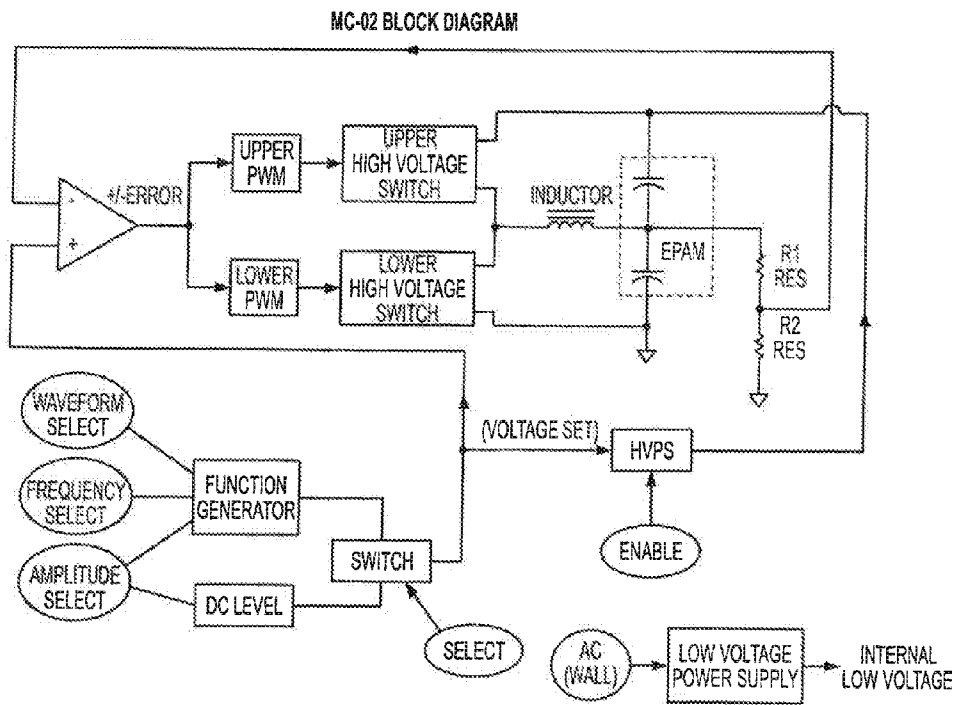 MC-02 BLOCK DIAGRAM
+/-ERROR
-
+
UPPER
PWM
UPPER
HIGH VOLTAGE
SWITCH
LOWER
PWM
LOWER
HIGH VOLTAGE
SWITCH
INDUCTOR
EPAM
R1
RES
R2
RES
WAVEFORM
SELECT
FREQUENCY
SELECT
AMPLITUDE
SELECT
FUNCTION
GENERATOR
DC LEVEL
SWITCH
SELECT
(VOLTAGE SET)
HVPS
ENABLE
AC
(WALL)
LOW VOLTAGE
POWER SUPPLY
INTERNAL
LOW VOLTAGE